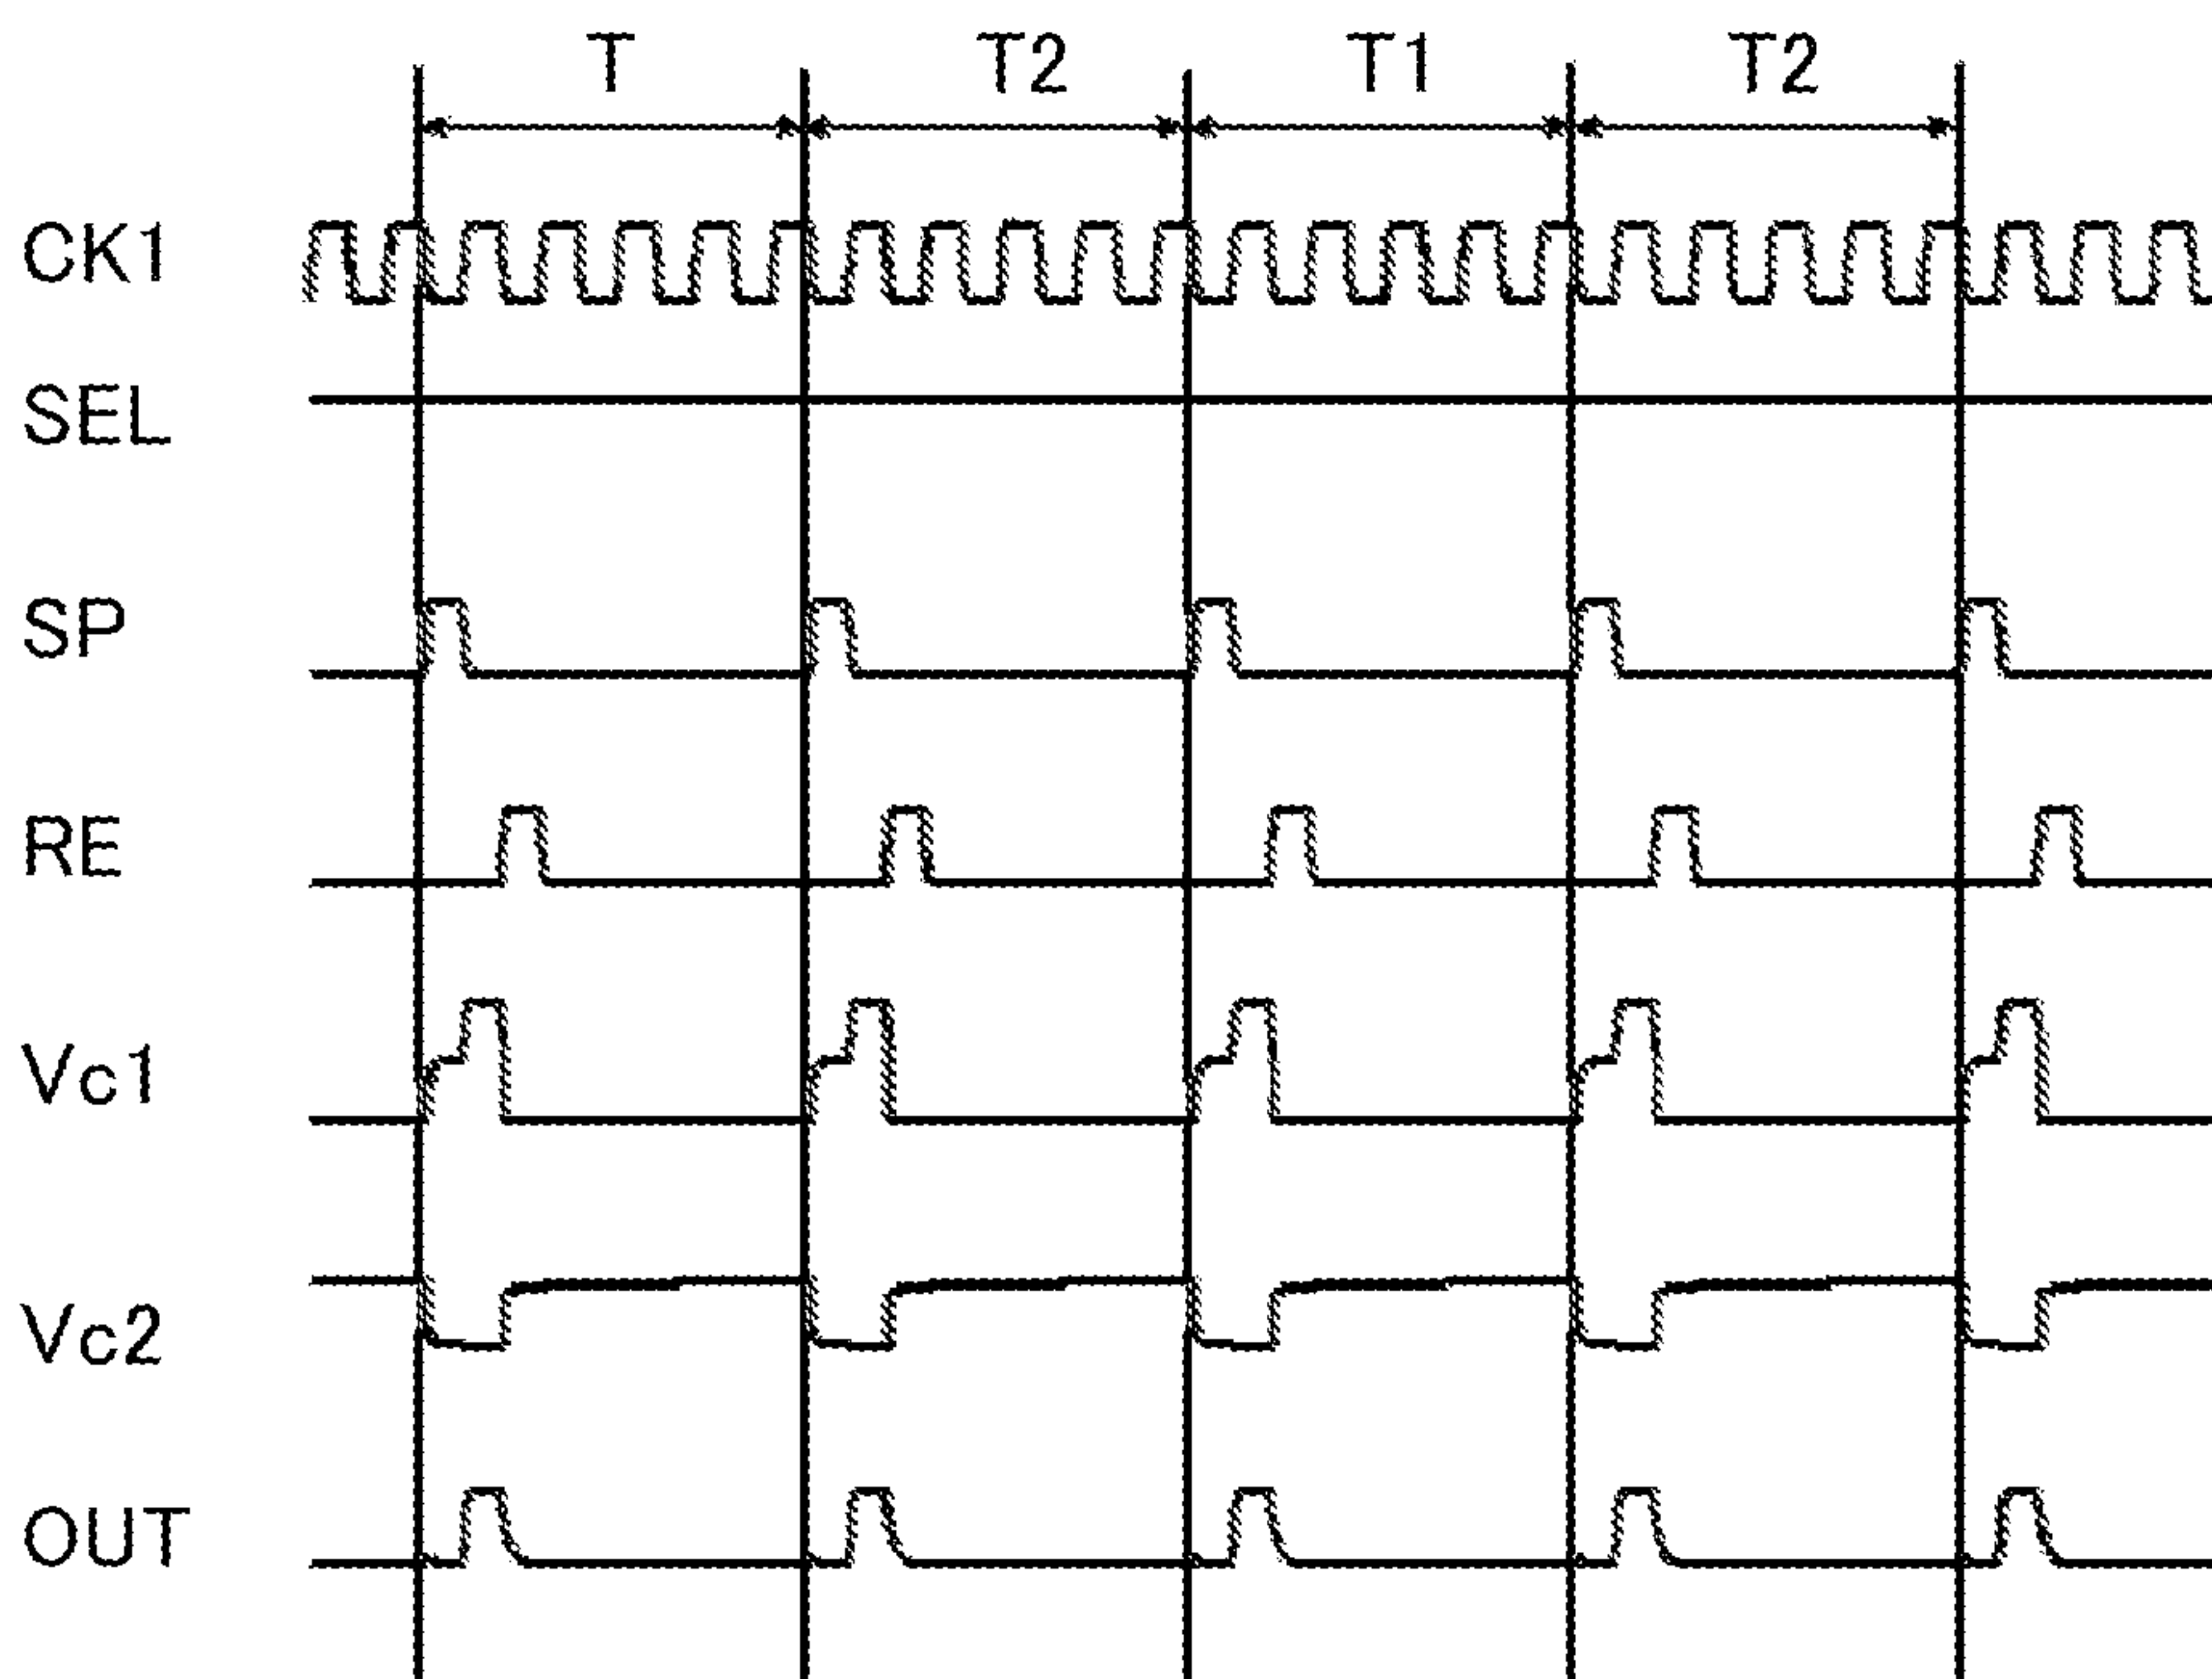 T T2 T1 T2
CK1
SEL
SP
RE
Vc1
Vc2
OUT